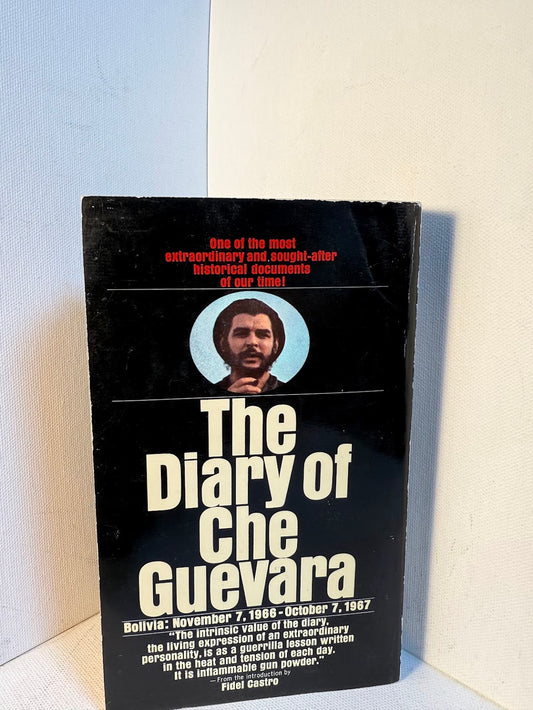 One of the most
extraordinary and, sought-after
historical documents
of our time!
The
Diary of
Che
Guevara
Bolivia: November 7, 1966-October 7, 1967
"The intrinsic value of the diary,
the living expression of an extraordinary
personality, is as a guerrilla lesson written
in the heat and tension of each day.
It is inflammable gun powder."
—From the introduction by
Fidel Castro